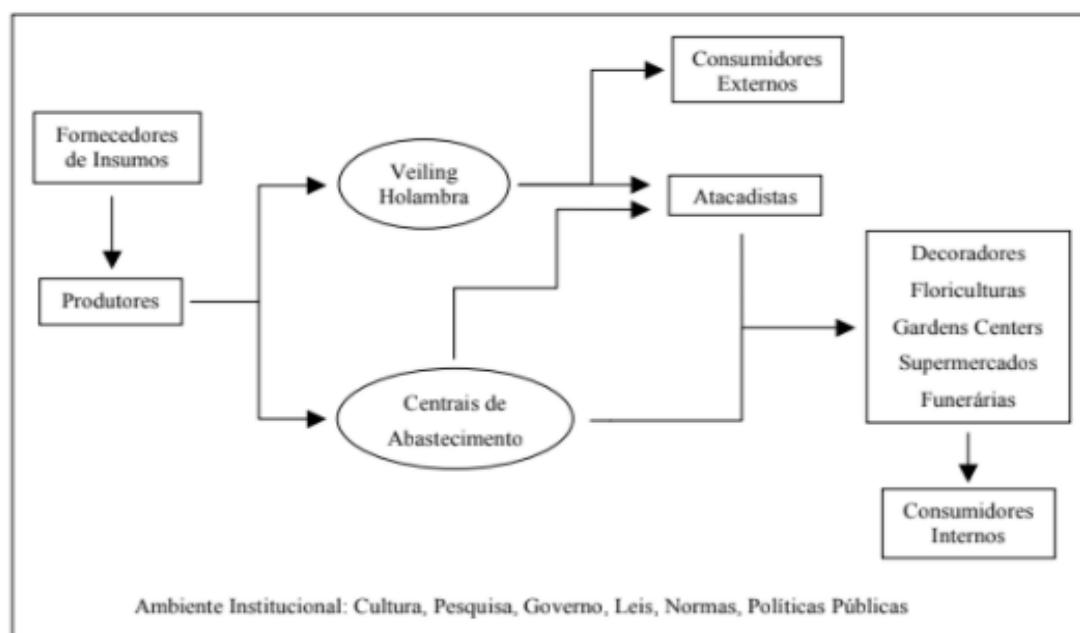 Consumidores
Externos
Fornecedores
de Insumos
Veiling
Holambra
Atacadistas
Produtores
Decoradores
Floriculturas
Gardens Centers
Supermercados
Funerárias
Centrais de
Abastecimento
Consumidores
Internos
Ambiente Institucional: Cultura, Pesquisa, Governo, Leis, Normas, Políticas Públicas